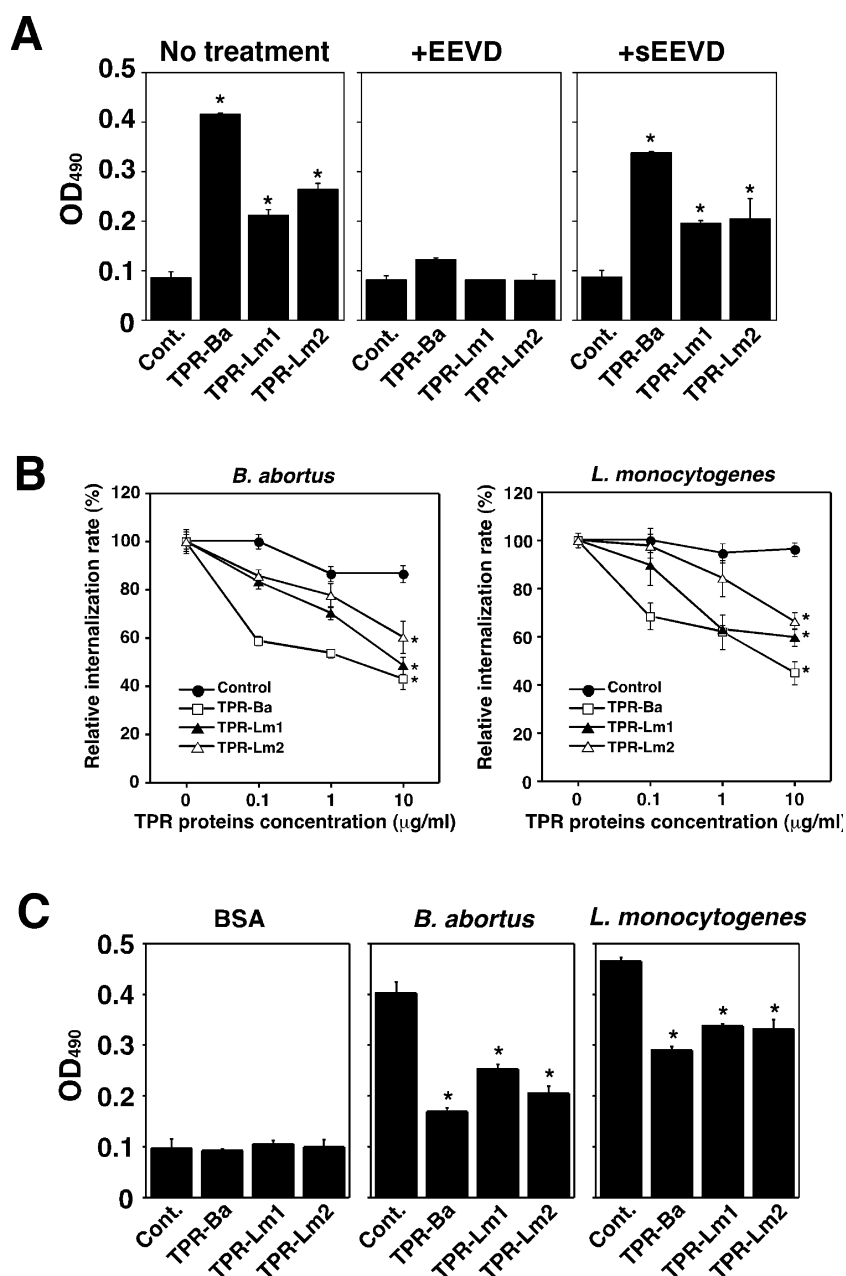 A
No treatment +EEVD +sEEVD
OD490
0.5
0.4
0.3
0.2
0.1
0
* * *
* * *
Cont. TPR-Ba TPR-Lm1 TPR-Lm2 Cont. TPR-Ba TPR-Lm1 TPR-Lm2 Cont. TPR-Ba TPR-Lm1 TPR-Lm2
B
B. abortus
Relative internalization rate (%)
120
100
80
60
40
20
0
Control
TPR-Ba
TPR-Lm1
TPR-Lm2
*
*
*
0 0.1 1 10
TPR proteins concentration (μg/ml)
L. monocytogenes
Relative internalization rate (%)
120
100
80
60
40
20
0
Control
TPR-Ba
TPR-Lm1
TPR-Lm2
*
*
*
0 0.1 1 10
TPR proteins concentration (μg/ml)
C
BSA B. abortus L. monocytogenes
OD490
0.5
0.4
0.3
0.2
0.1
0
* * *
* * *
Cont. TPR-Ba TPR-Lm1 TPR-Lm2 Cont. TPR-Ba TPR-Lm1 TPR-Lm2 Cont. TPR-Ba TPR-Lm1 TPR-Lm2